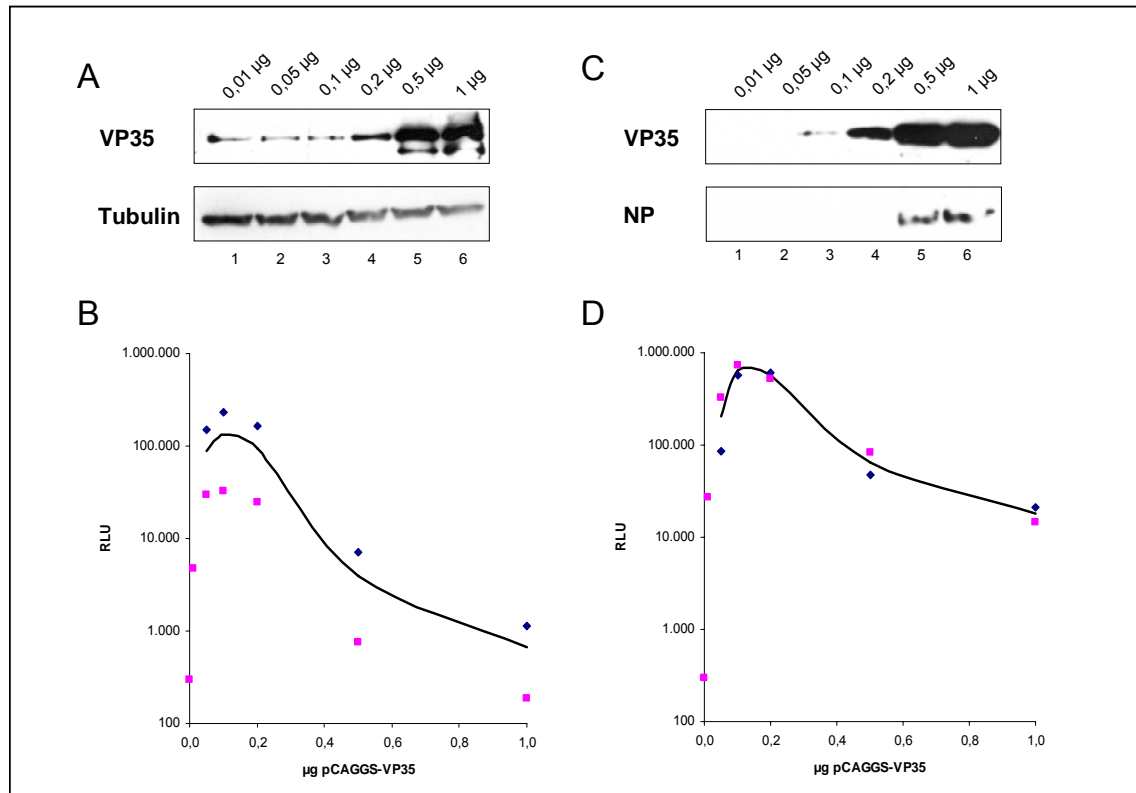 A
0,01 µg 0,05 µg 0,1 µg 0,2 µg 0,5 µg 1 µg
VP35
Tubulin
1 2 3 4 5 6
C
0,01 µg 0,05 µg 0,1 µg 0,2 µg 0,5 µg 1 µg
VP35
NP
1 2 3 4 5 6
B
1.000.000
100.000
10.000
1.000
100
RLU
0,0 0,2 0,4 0,6 0,8 1,0
µg pCAGGS-VP35
D
1.000.000
100.000
10.000
1.000
100
RLU
0,0 0,2 0,4 0,6 0,8 1,0
µg pCAGGS-VP35